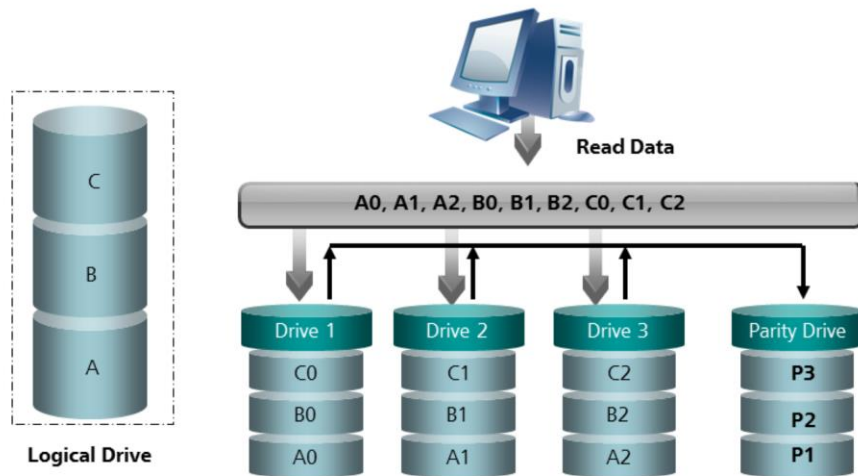 Read Data
A0, A1, A2, B0, B1, B2, C0, C1, C2
C
B
A
Logical Drive
Drive 1
Drive 2
Drive 3
Parity Drive
C0
C1
C2
P3
B0
B1
B2
P2
A0
A1
A2
P1